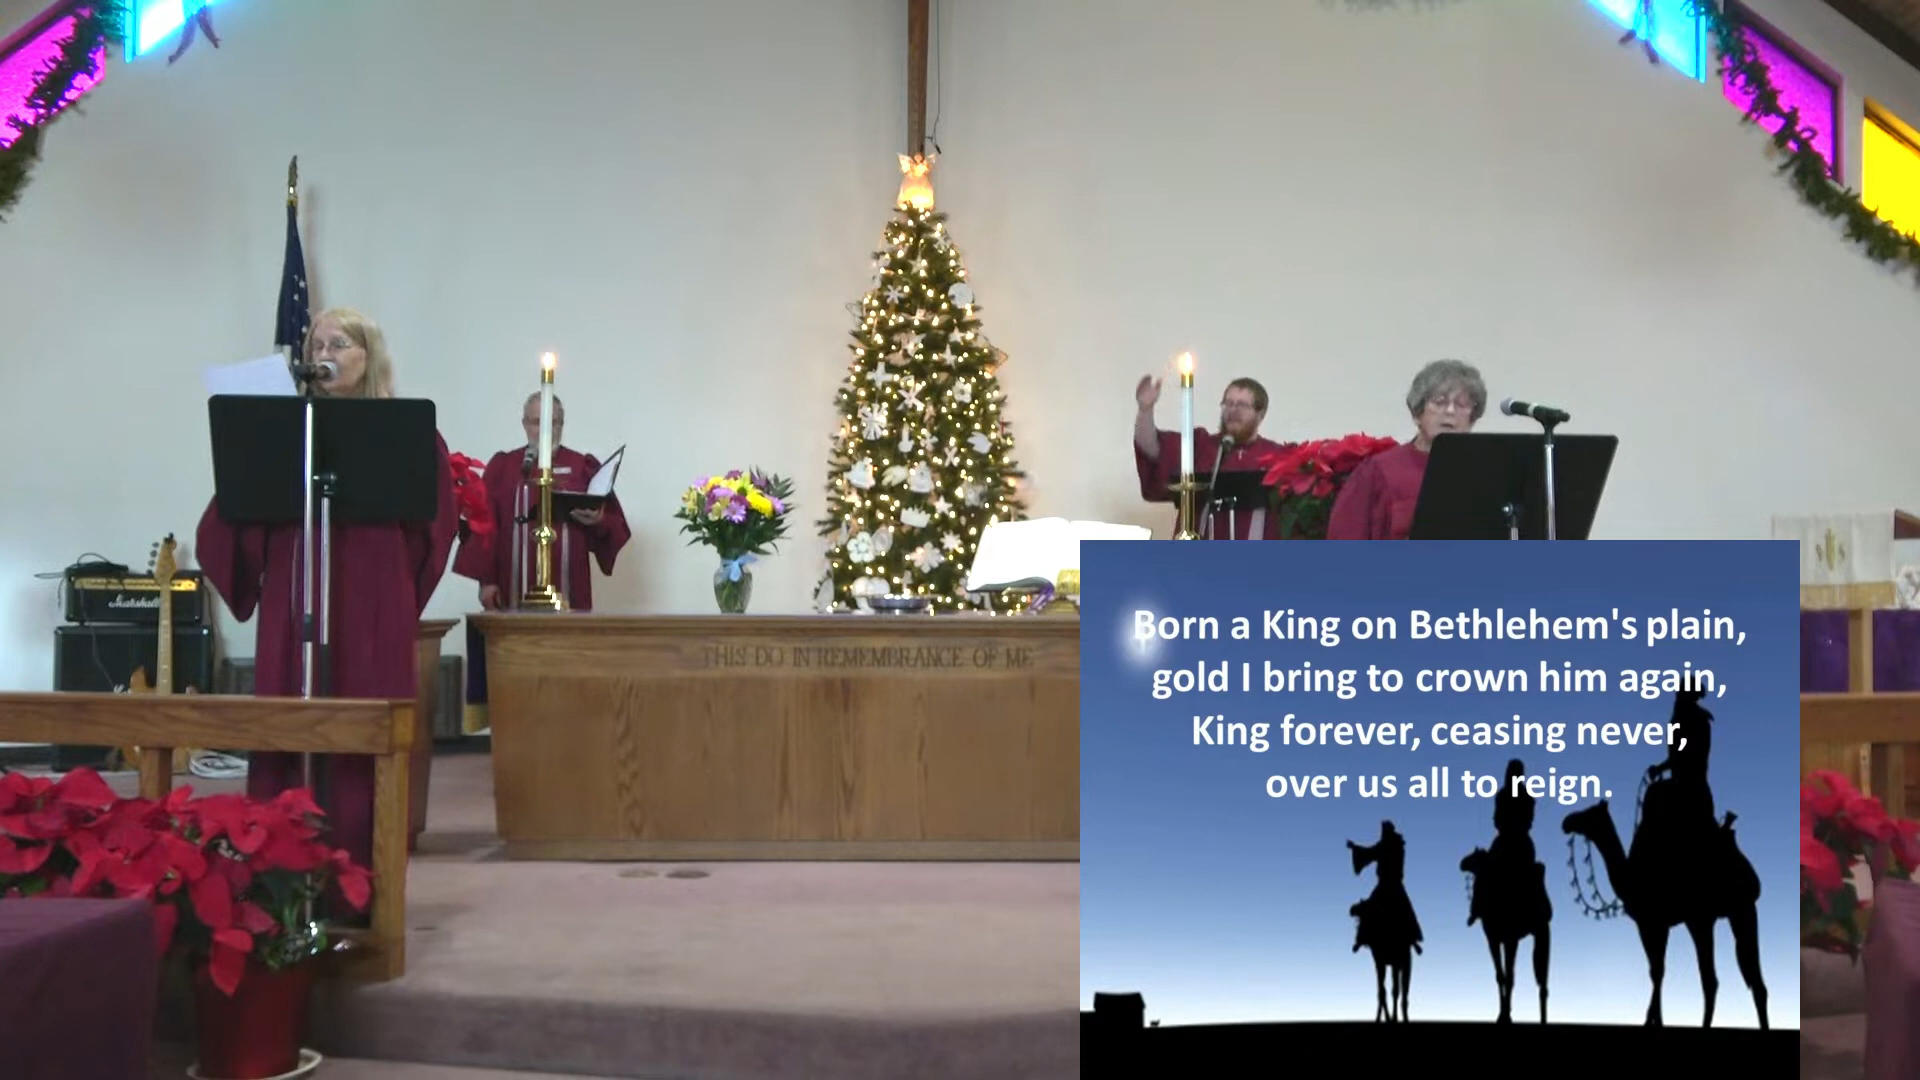 Marshall
THIS DO IN REMEMBRANCE OF ME
Born a King on Bethlehem's plain,
gold I bring to crown him again,
King forever, ceasing never,
over us all to reign.